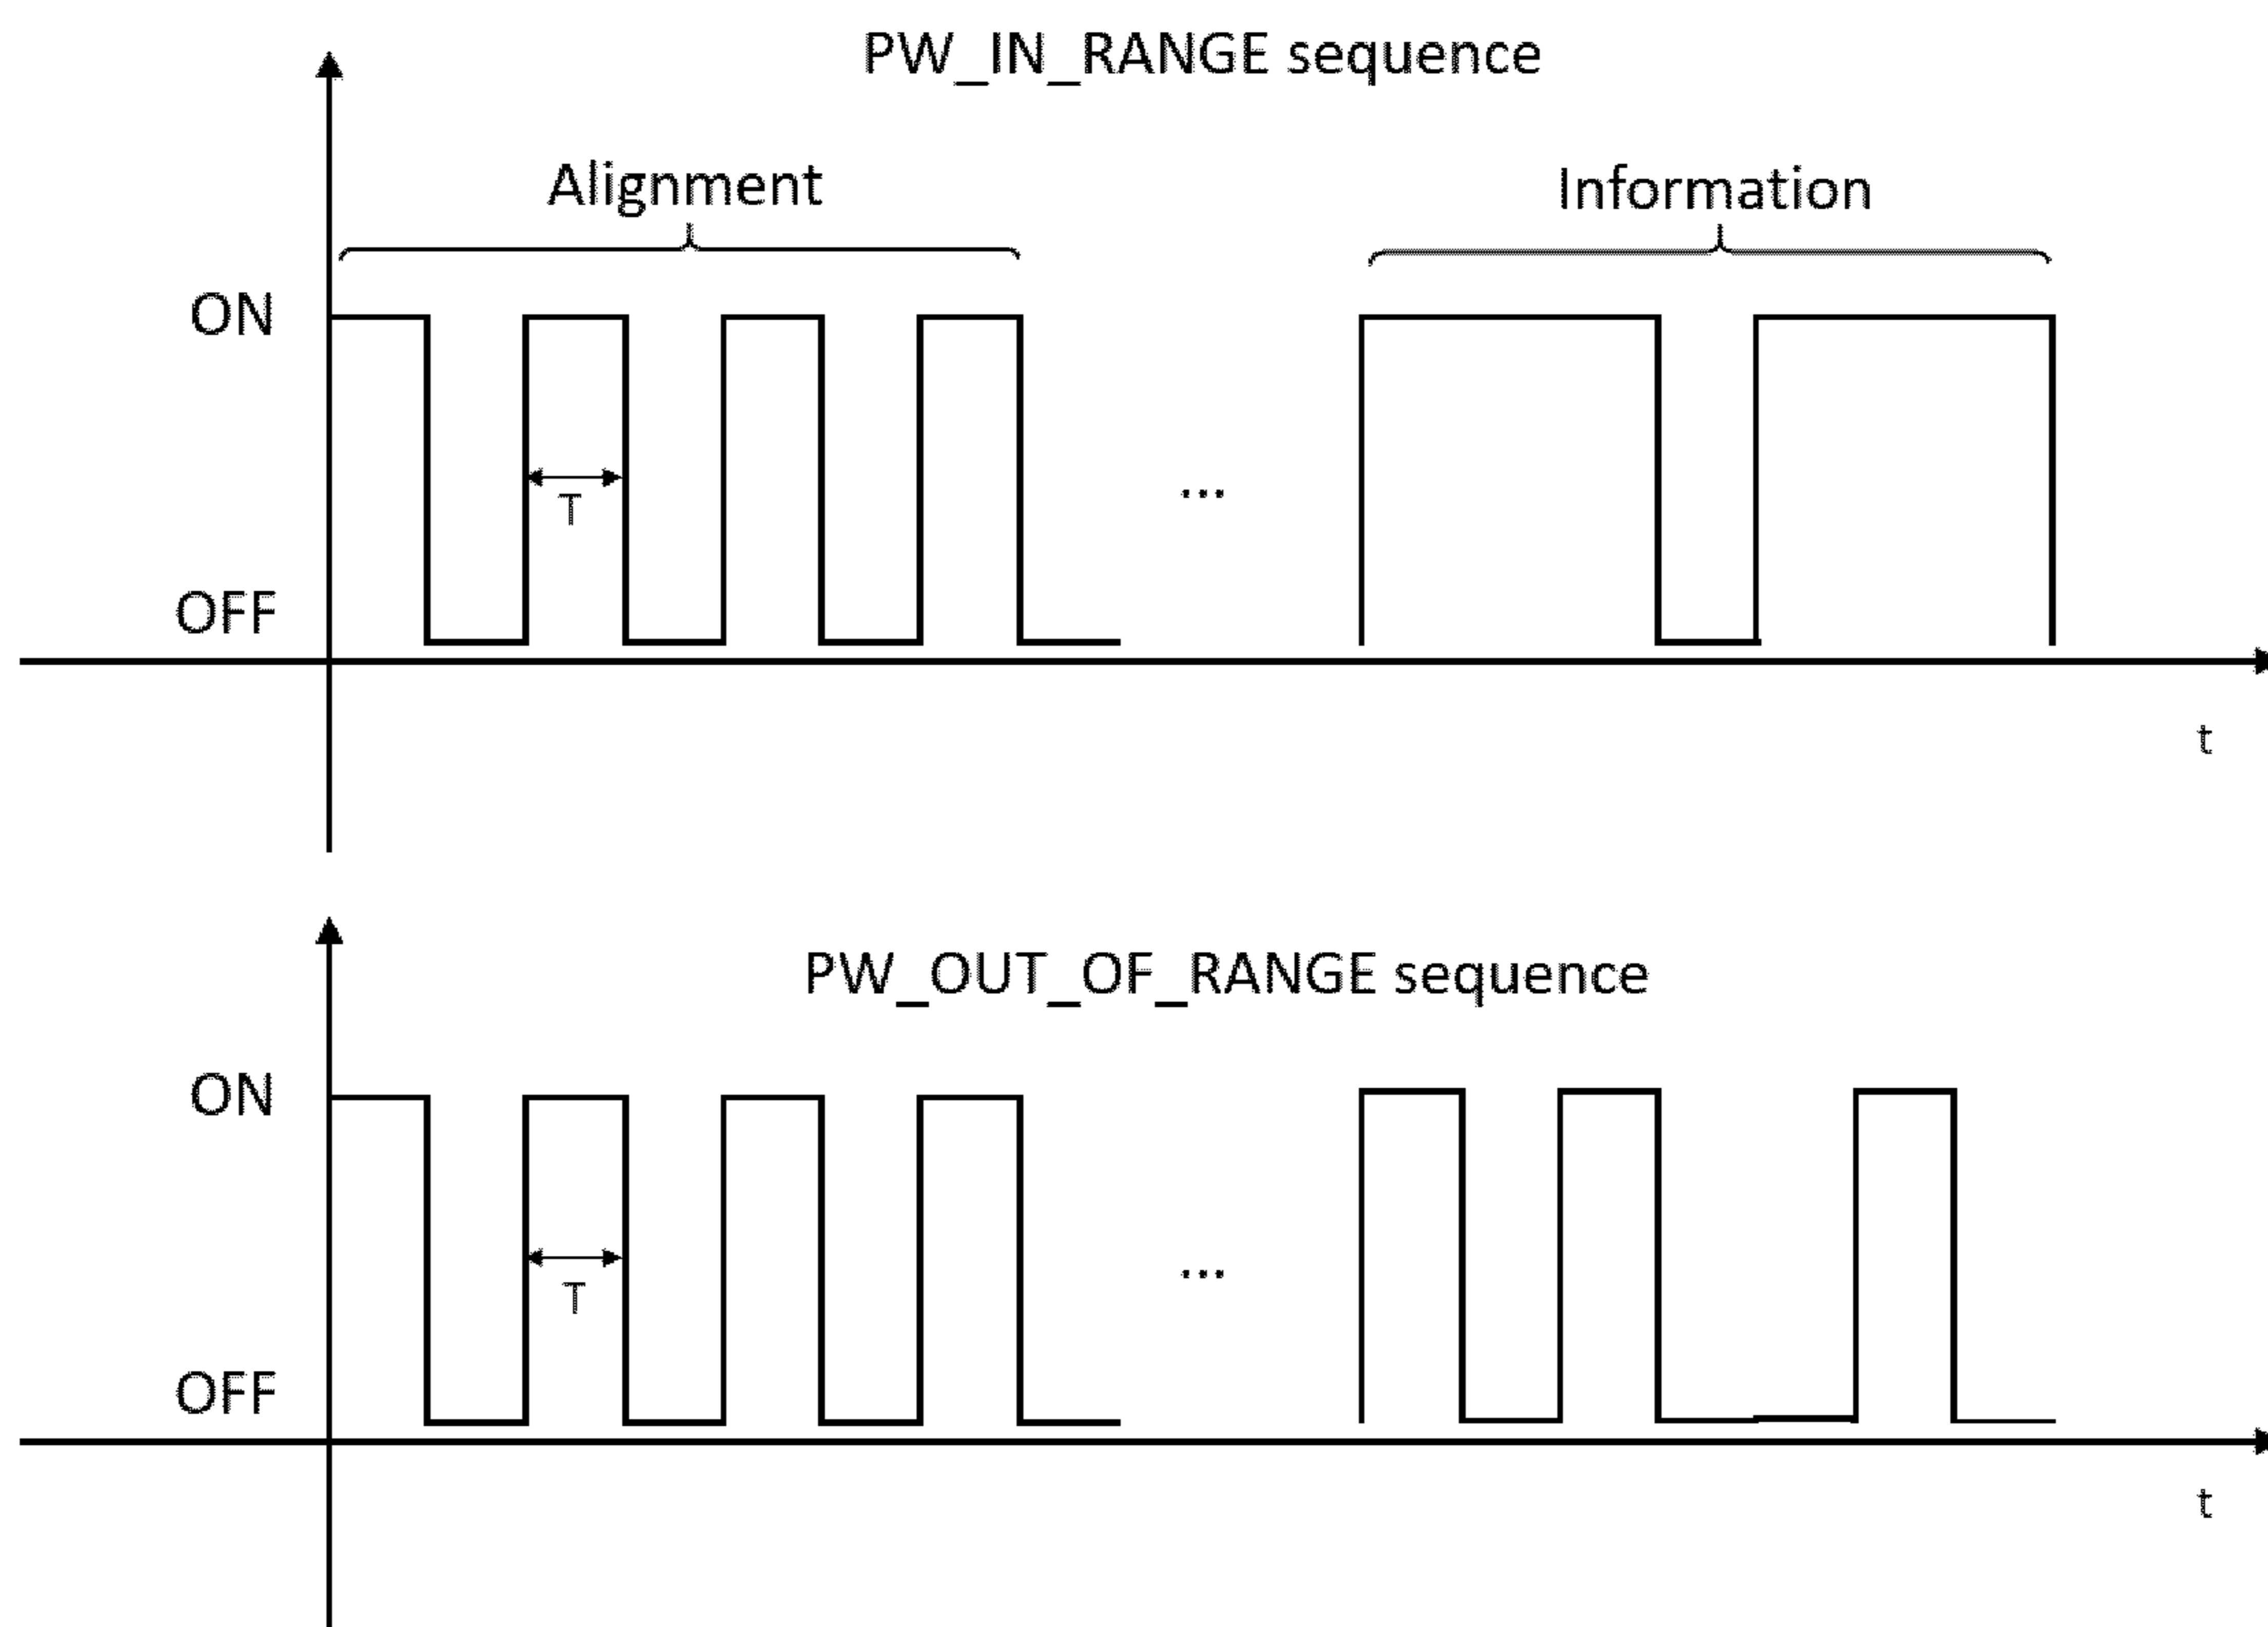 PW_IN_RANGE sequence
Alignment
Information
ON
T
...
OFF
t
PW_OUT_OF_RANGE sequence
ON
T
...
OFF
t